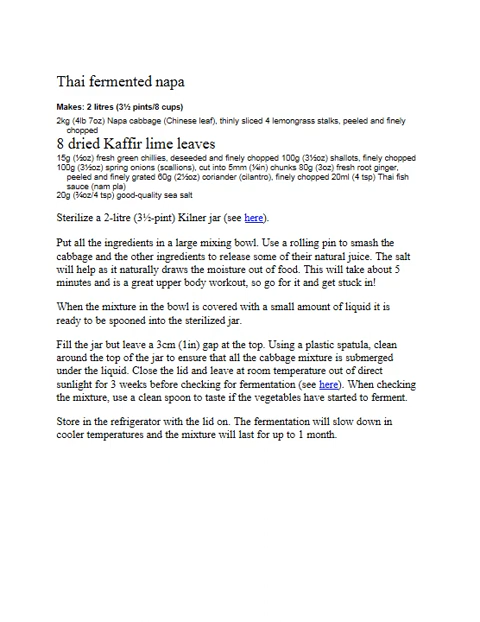 Thai fermented napa
Makes: 2 litres (3½ pints/8 cups)
2kg (4lb 7oz) Napa cabbage (Chinese leaf), thinly sliced 4 lemongrass stalks, peeled and finely
chopped
8 dried Kaffir lime leaves
15g (½oz) fresh green chillies, deseeded and finely chopped 100g (3½oz) shallots, finely chopped
100g (3½oz) spring onions (scallions), cut into 5mm (¼in) chunks 80g (3oz) fresh root ginger,
peeled and finely grated 60g (2½oz) coriander (cilantro), finely chopped 20ml (4 tsp) Thai fish
sauce (nam pla)
20g (¾oz/4 tsp) good-quality sea salt
Sterilize a 2-litre (3½-pint) Kilner jar (see here).
Put all the ingredients in a large mixing bowl. Use a rolling pin to smash the
cabbage and the other ingredients to release some of their natural juice. The salt
will help as it naturally draws the moisture out of food. This will take about 5
minutes and is a great upper body workout, so go for it and get stuck in!
When the mixture in the bowl is covered with a small amount of liquid it is
ready to be spooned into the sterilized jar.
Fill the jar but leave a 3cm (1in) gap at the top. Using a plastic spatula, clean
around the top of the jar to ensure that all the cabbage mixture is submerged
under the liquid. Close the lid and leave at room temperature out of direct
sunlight for 3 weeks before checking for fermentation (see here). When checking
the mixture, use a clean spoon to taste if the vegetables have started to ferment.
Store in the refrigerator with the lid on. The fermentation will slow down in
cooler temperatures and the mixture will last for up to 1 month.